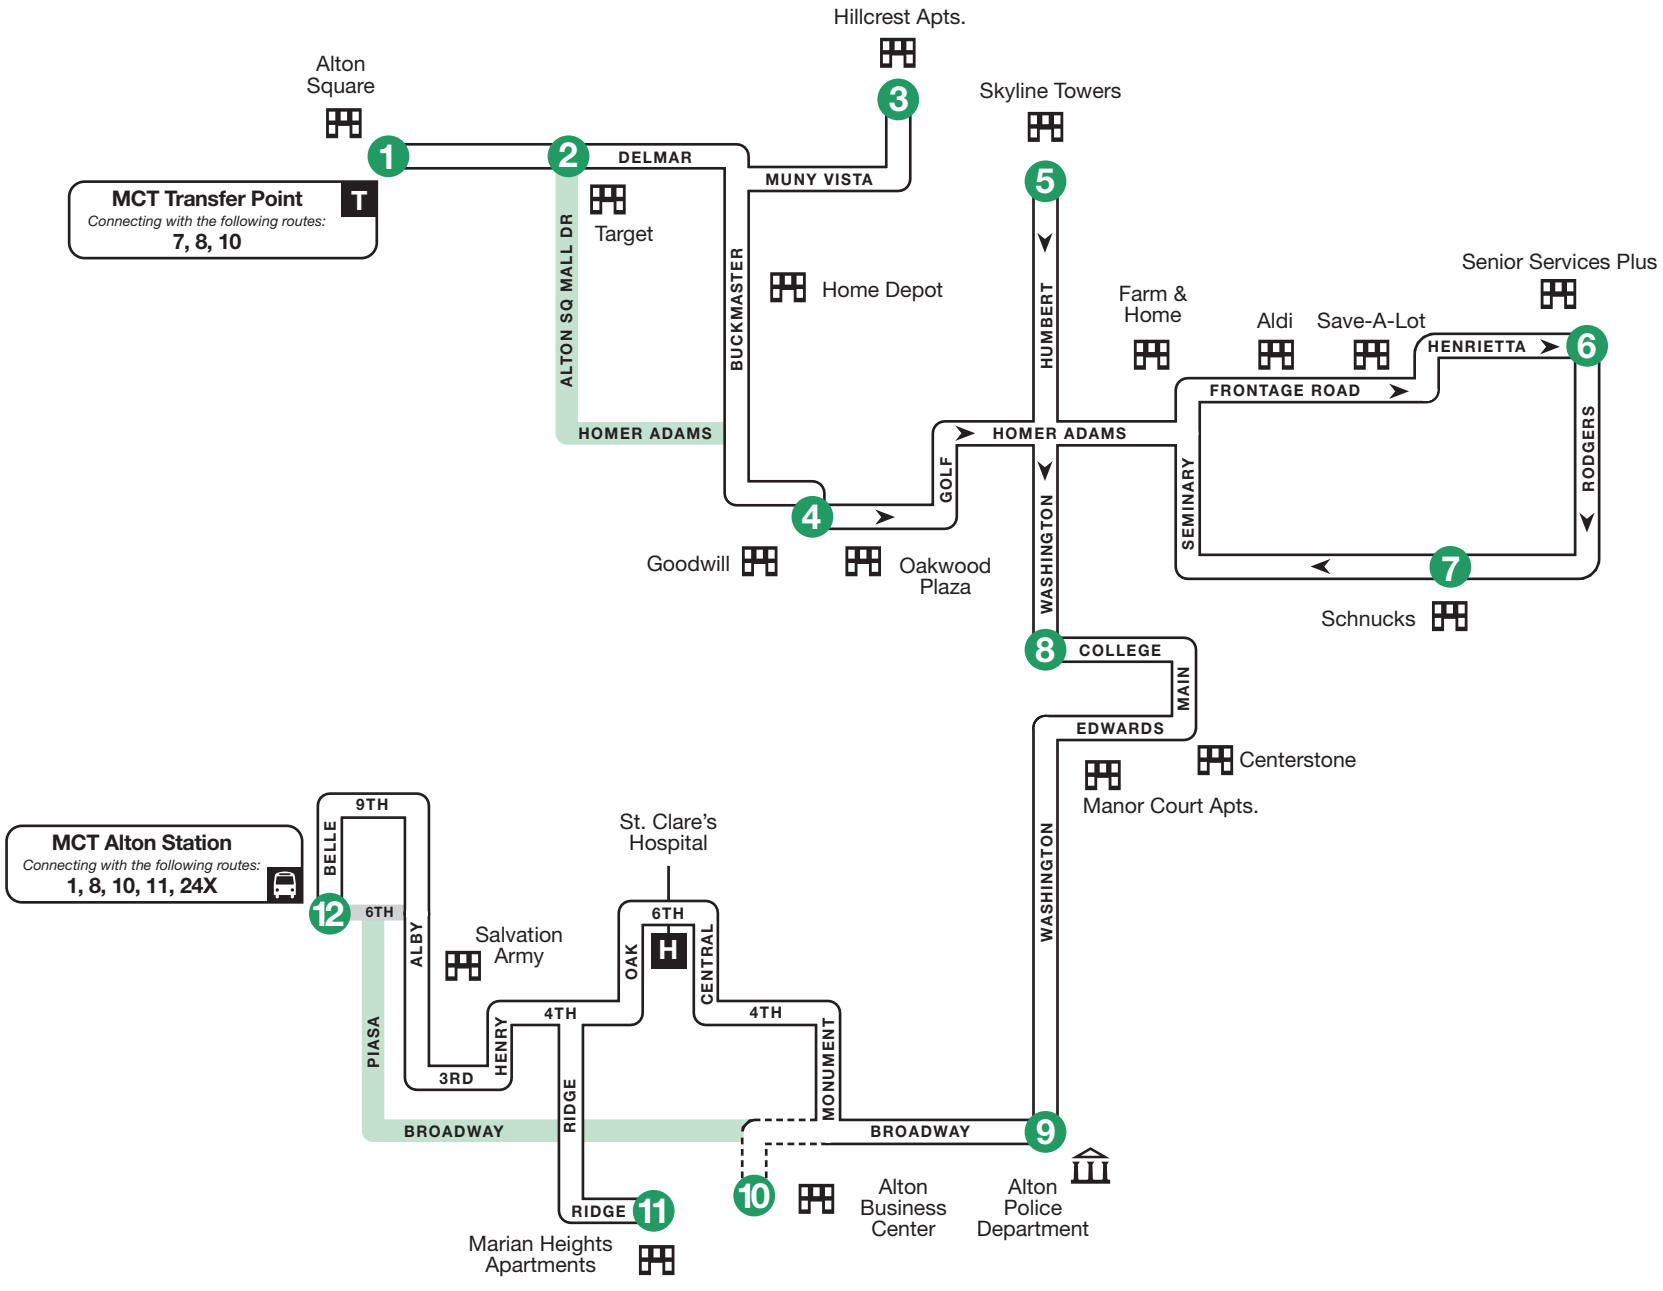 Hillcrest Apts.
3
Alton
Square
Skyline Towers
1
2
DELMAR
MUNY VISTA
5
MCT Transfer Point
T
Connecting with the following routes:
7, 8, 10
ALTON SQ MALL DR
Target
BUCKMASTER
Home Depot
HUMBERT
Senior Services Plus
Farm &
Home
Aldi
Save-A-Lot
HENRIETTA
6
FRONTAGE ROAD
RODGERS
HOMER ADAMS
GOLF
HOMER ADAMS
SEMINARY
WASHINGTON
4
Goodwill
Oakwood
Plaza
7
Schnucks
8
COLLEGE
MAIN
EDWARDS
Centerstone
Manor Court Apts.
WASHINGTON
9TH
BELLE
MCT Alton Station
Connecting with the following routes:
1, 8, 10, 11, 24X
12
6TH
ALBY
Salvation
Army
St. Clare's
Hospital
6TH
H
OAK
CENTRAL
4TH
4TH
HENRY
3RD
PIASA
RIDGE
MONUMENT
BROADWAY
BROADWAY
9
10
Alton
Business
Center
Alton
Police
Department
RIDGE
11
Marian Heights
Apartments